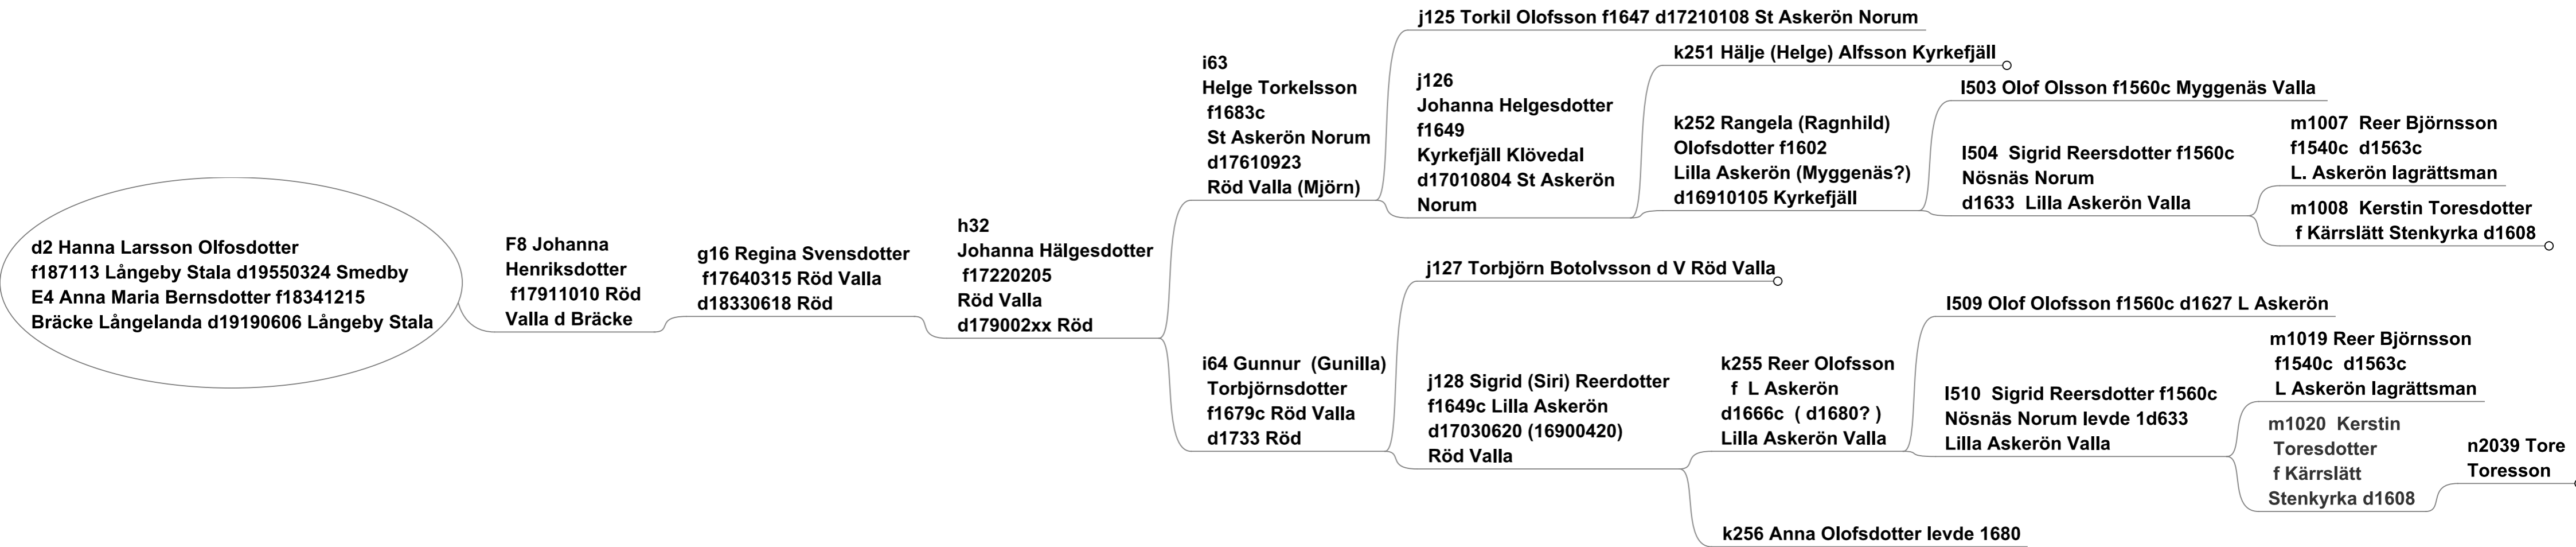 d2 Hanna Larsson Olfosdotter
f187113 Långeby Stala d19550324 Smedby
E4 Anna Maria Bernsdotter f18341215
Bräcke Långelanda d19190606 Långeby Stala
F8 Johanna
Henriksdotter
f17911010 Röd
Valla d Bräcke
g16 Regina Svensdotter
f17640315 Röd Valla
d18330618 Röd
h32
Johanna Hälgesdotter
f17220205
Röd Valla
d179002xx Röd
i63
Helge Torkelsson
f1683c
St Askerön Norum
d17610923
Röd Valla (Mjörn)
j125 Torkil Olofsson f1647 d17210108 St Askerön Norum
j126
Johanna Helgesdotter
f1649
Kyrkefjäll Klövedal
d17010804 St Askerön
Norum
k251 Hälje (Helge) Alfsson Kyrkefjäll
k252 Rangela (Ragnhild)
Olofsdotter f1602
Lilla Askerön (Myggenäs?)
d16910105 Kyrkefjäll
l503 Olof Olsson f1560c Myggenäs Valla
l504  Sigrid Reersdotter f1560c
Nösnäs Norum
d1633  Lilla Askerön Valla
m1007  Reer Björnsson
f1540c  d1563c
L. Askerön lagrättsman
m1008  Kerstin Toresdotter
f Kärrslätt Stenkyrka d1608
i64 Gunnur  (Gunilla)
Torbjörnsdotter
f1679c Röd Valla
d1733 Röd
j127 Torbjörn Botolvsson d V Röd Valla
j128 Sigrid (Siri) Reerdotter
f1649c Lilla Askerön
d17030620 (16900420)
Röd Valla
k255 Reer Olofsson
f  L Askerön
d1666c  ( d1680? )
Lilla Askerön Valla
l509 Olof Olofsson f1560c d1627 L Askerön
l510  Sigrid Reersdotter f1560c
Nösnäs Norum levde 1d633
Lilla Askerön Valla
m1019 Reer Björnsson
f1540c  d1563c
L Askerön lagrättsman
m1020  Kerstin
Toresdotter
f Kärrslätt
Stenkyrka d1608
n2039 Tore
Toresson
k256 Anna Olofsdotter levde 1680